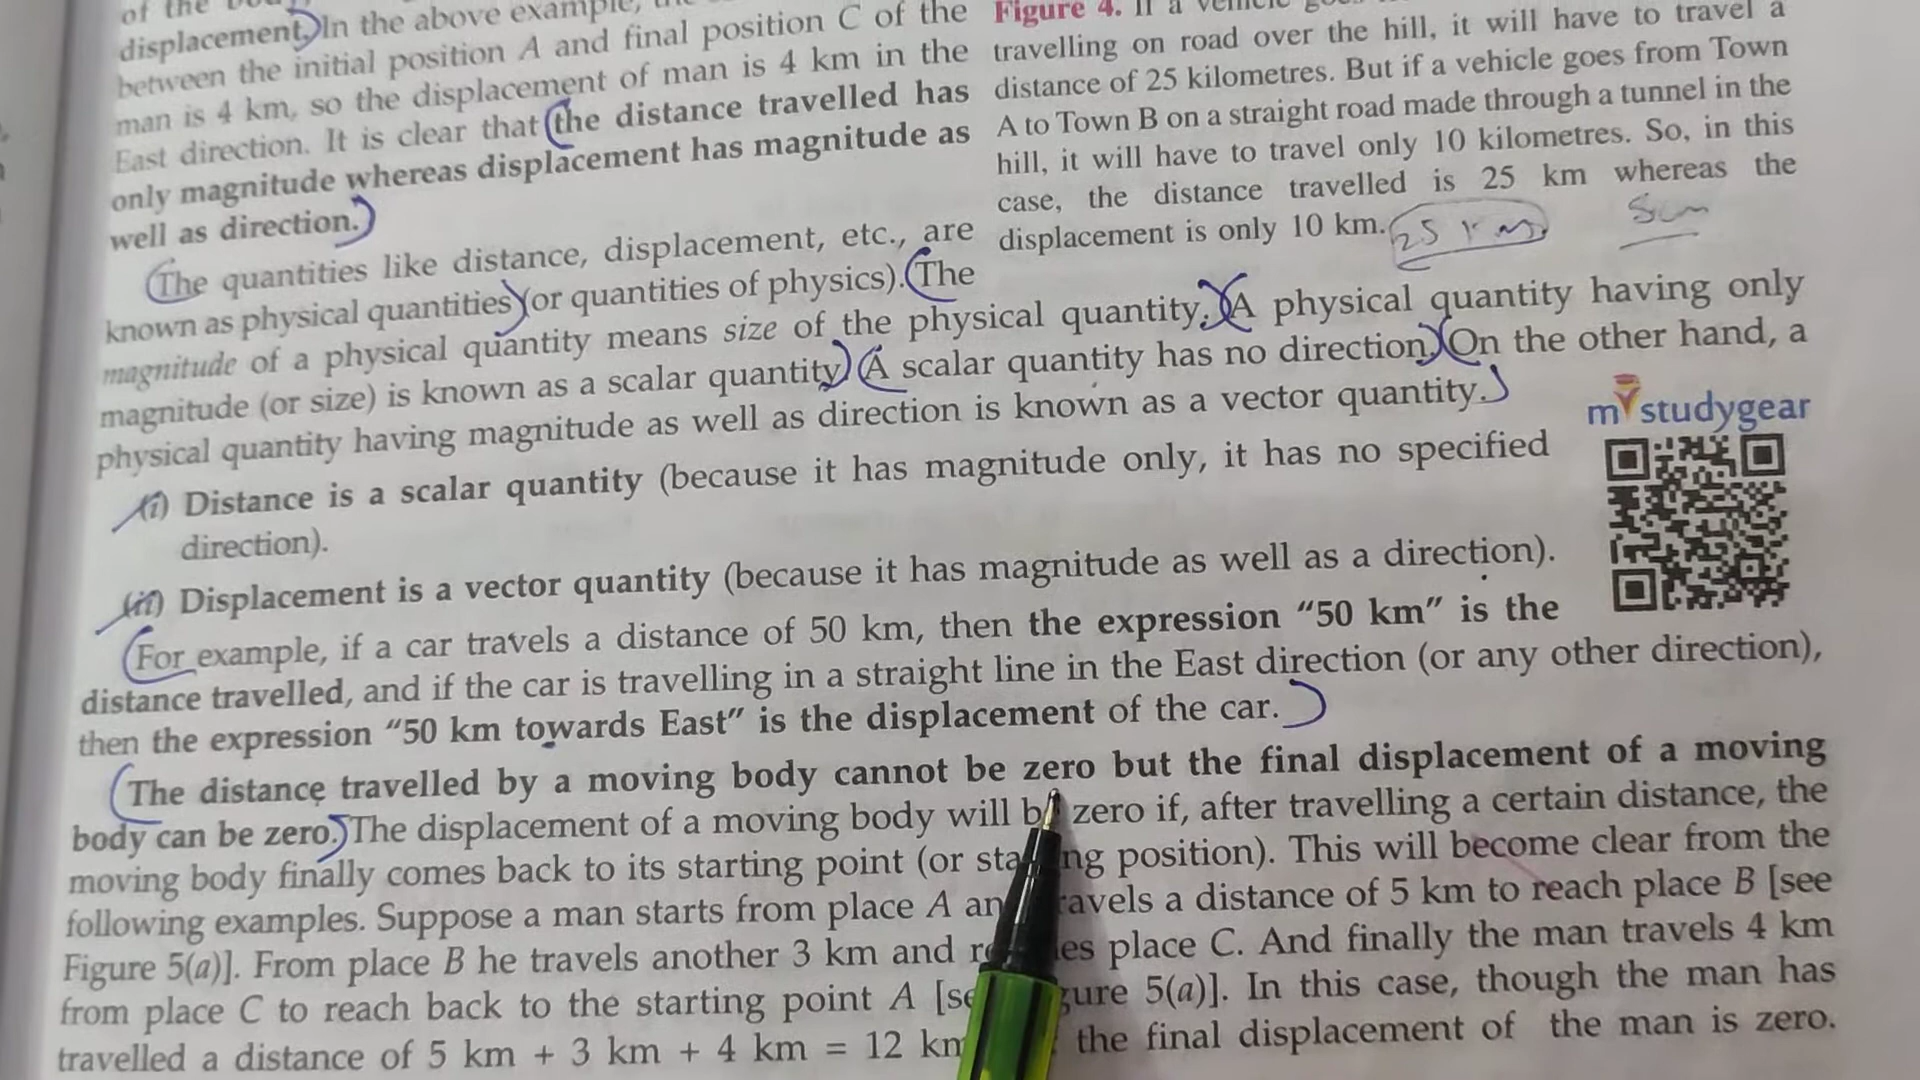 displacement. In the above example,
between the initial position A and final position C of the
man is 4 km, so the displacement of man is 4 km in the
East direction. It is clear that the distance travelled has
only magnitude whereas displacement has magnitude as
well as direction.
The quantities like distance, displacement, etc., are
known as physical quantities (or quantities of physics). The
Figure 4.
travelling on road over the hill, it will have to travel a
distance of 25 kilometres. But if a vehicle goes from Town
A to Town B on a straight road made through a tunnel in the
hill, it will have to travel only 10 kilometres. So, in this
case, the distance travelled is 25 km whereas the
displacement is only 10 km.
25 km
magnitude of a physical quantity means size of the physical quantity. A physical quantity having only
magnitude (or size) is known as a scalar quantity. A scalar quantity has no direction. On the other hand, a
physical quantity having magnitude as well as direction is known as a vector quantity.
mystudygear
(i) Distance is a scalar quantity (because it has magnitude only, it has no specified
direction).
(ii) Displacement is a vector quantity (because it has magnitude as well as a direction).
For example, if a car travels a distance of 50 km, then the expression “50 km” is the
distance travelled, and if the car is travelling in a straight line in the East direction (or any other direction),
then the expression “50 km towards East” is the displacement of the car.
The distance travelled by a moving body cannot be zero but the final displacement of a moving
body can be zero. The displacement of a moving body will be zero if, after travelling a certain distance, the
moving body finally comes back to its starting point (or starting position). This will become clear from the
following examples. Suppose a man starts from place A and travels a distance of 5 km to reach place B [see
Figure 5(a)]. From place B he travels another 3 km and reaches place C. And finally the man travels 4 km
from place C to reach back to the starting point A [see Figure 5(a)]. In this case, though the man has
travelled a distance of 5 km + 3 km + 4 km = 12 km the final displacement of the man is zero.